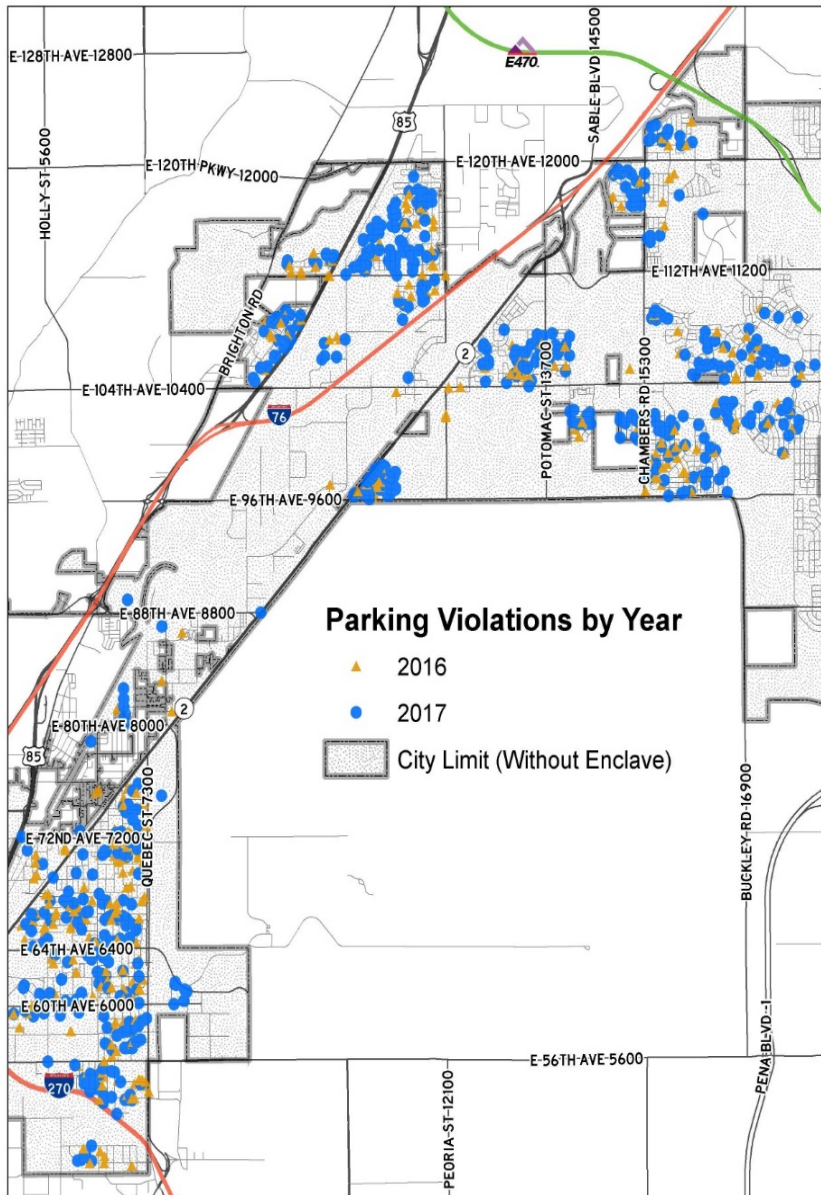 E 128TH AVE 12800
E470.
SABLE BLVD 14500
85
HOLLY ST 5600
E 120TH PKWY 12000
E 120TH AVE 12000
E 112TH AVE 11200
BRIGHTON RD
2
E 104TH AVE 10400
76
POTOMAC ST 13700
CHAMBERS RD 15300
E 96TH AVE 9600
E 88TH AVE 8800
Parking Violations by Year
2016
2017
City Limit (Without Enclave)
2
E 80TH AVE 8000
85
QUEBEC ST 7300
E 72ND AVE 7200
BUCKLEY RD 16900
E 64TH AVE 6400
E 60TH AVE 6000
E 56TH AVE 5600
PENA BLVD -1
270
PEORIA ST 12100